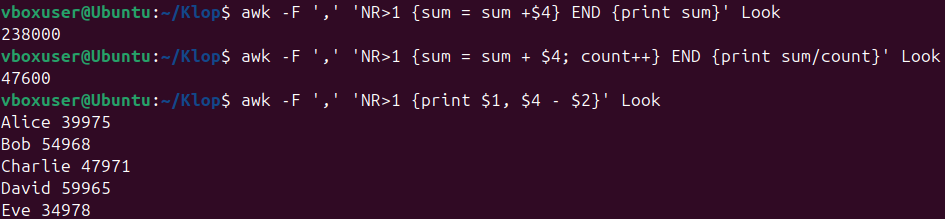 vboxuser@Ubuntu:~/Klop$ awk -F ',' 'NR>1 {sum = sum +$4} END {print sum}' Look
238000
vboxuser@Ubuntu:~/Klop$ awk -F ',' 'NR>1 {sum = sum + $4; count++} END {print sum/count}' Look
47600
vboxuser@Ubuntu:~/Klop$ awk -F ',' 'NR>1 {print $1, $4 - $2}' Look
Alice 39975
Bob 54968
Charlie 47971
David 59965
Eve 34978